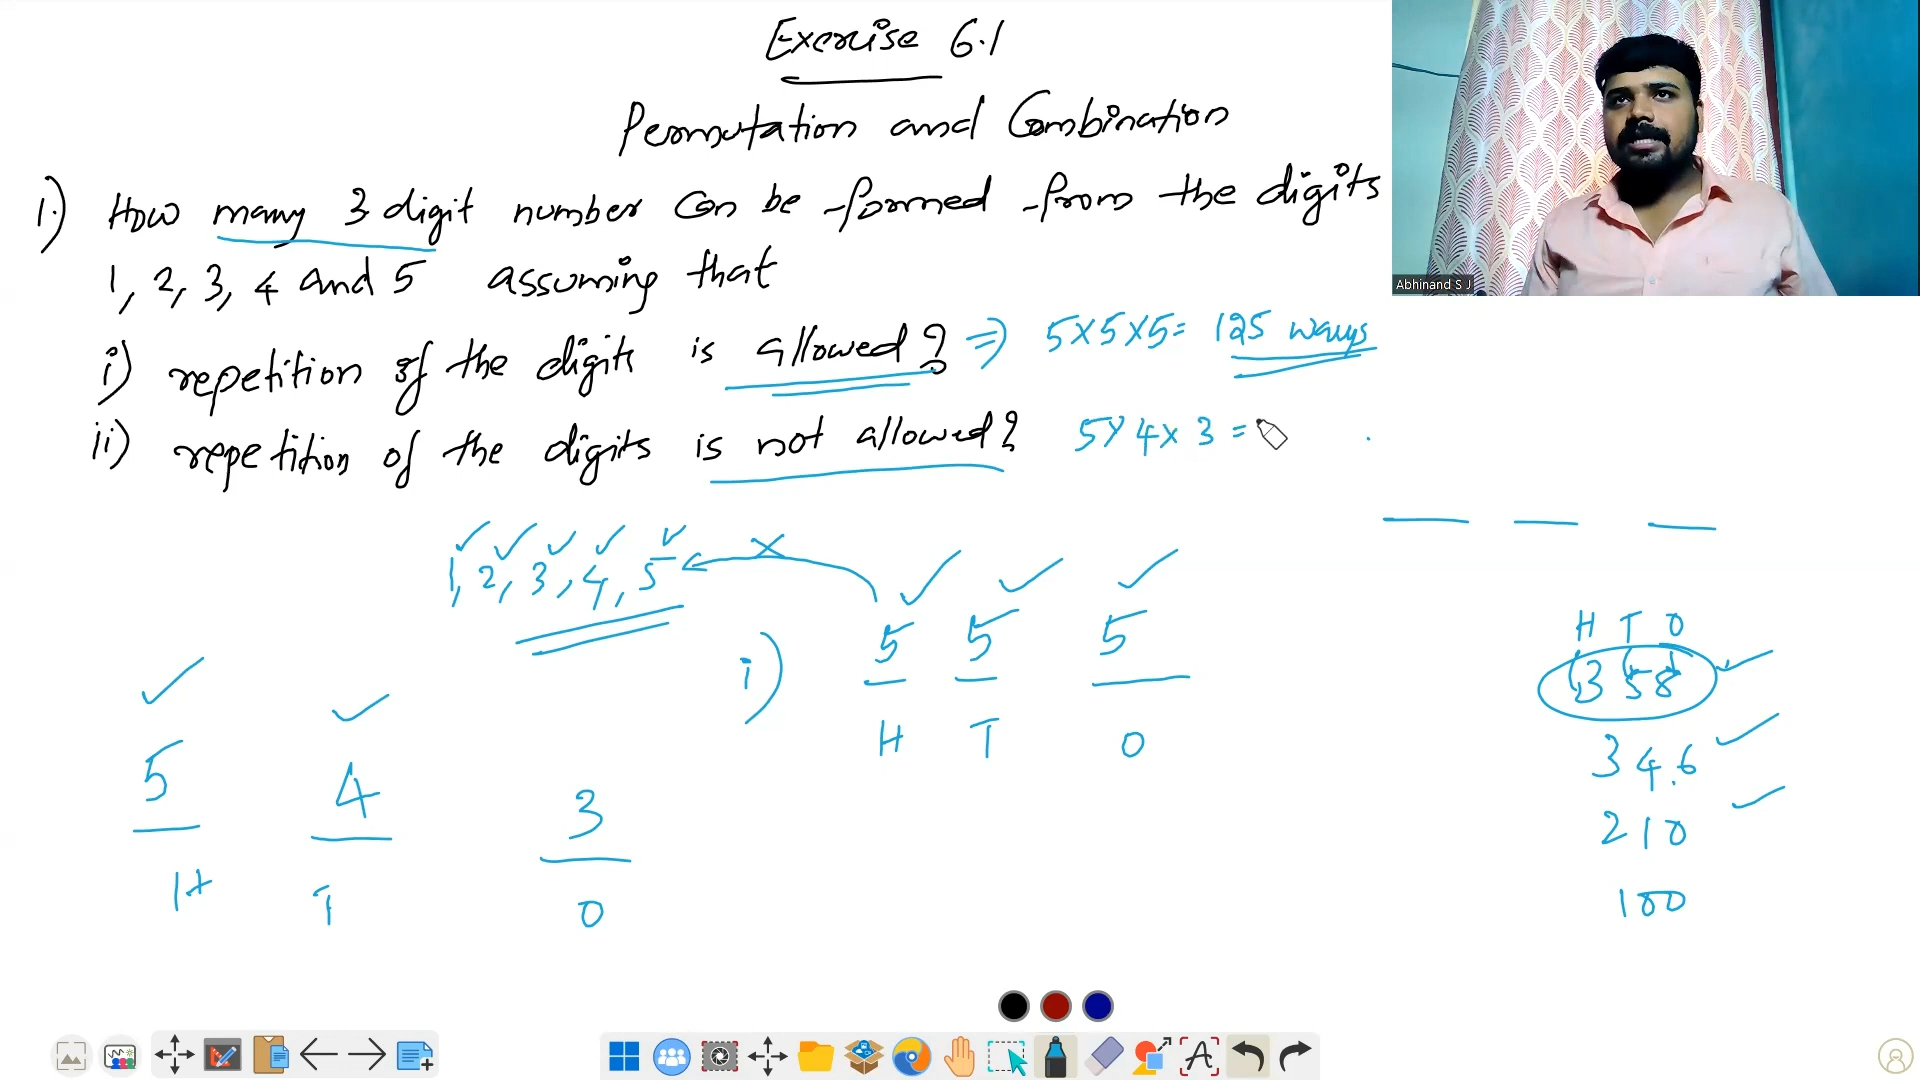 Exercise 6.1
Permutation and Combination
1.) How many 3 digit number can be formed from the digits
1, 2, 3, 4 and 5 assuming that
i) repetition of the digits is allowed? ⇒ 5×5×5= 125 ways
ii) repetition of the digits is not allowed? 5×4×3 =
Abhinand S J
1, 2, 3, 4, 5
i) 5 5 5
H T O
5 4 3
H T O
H T O
358
346
210
100